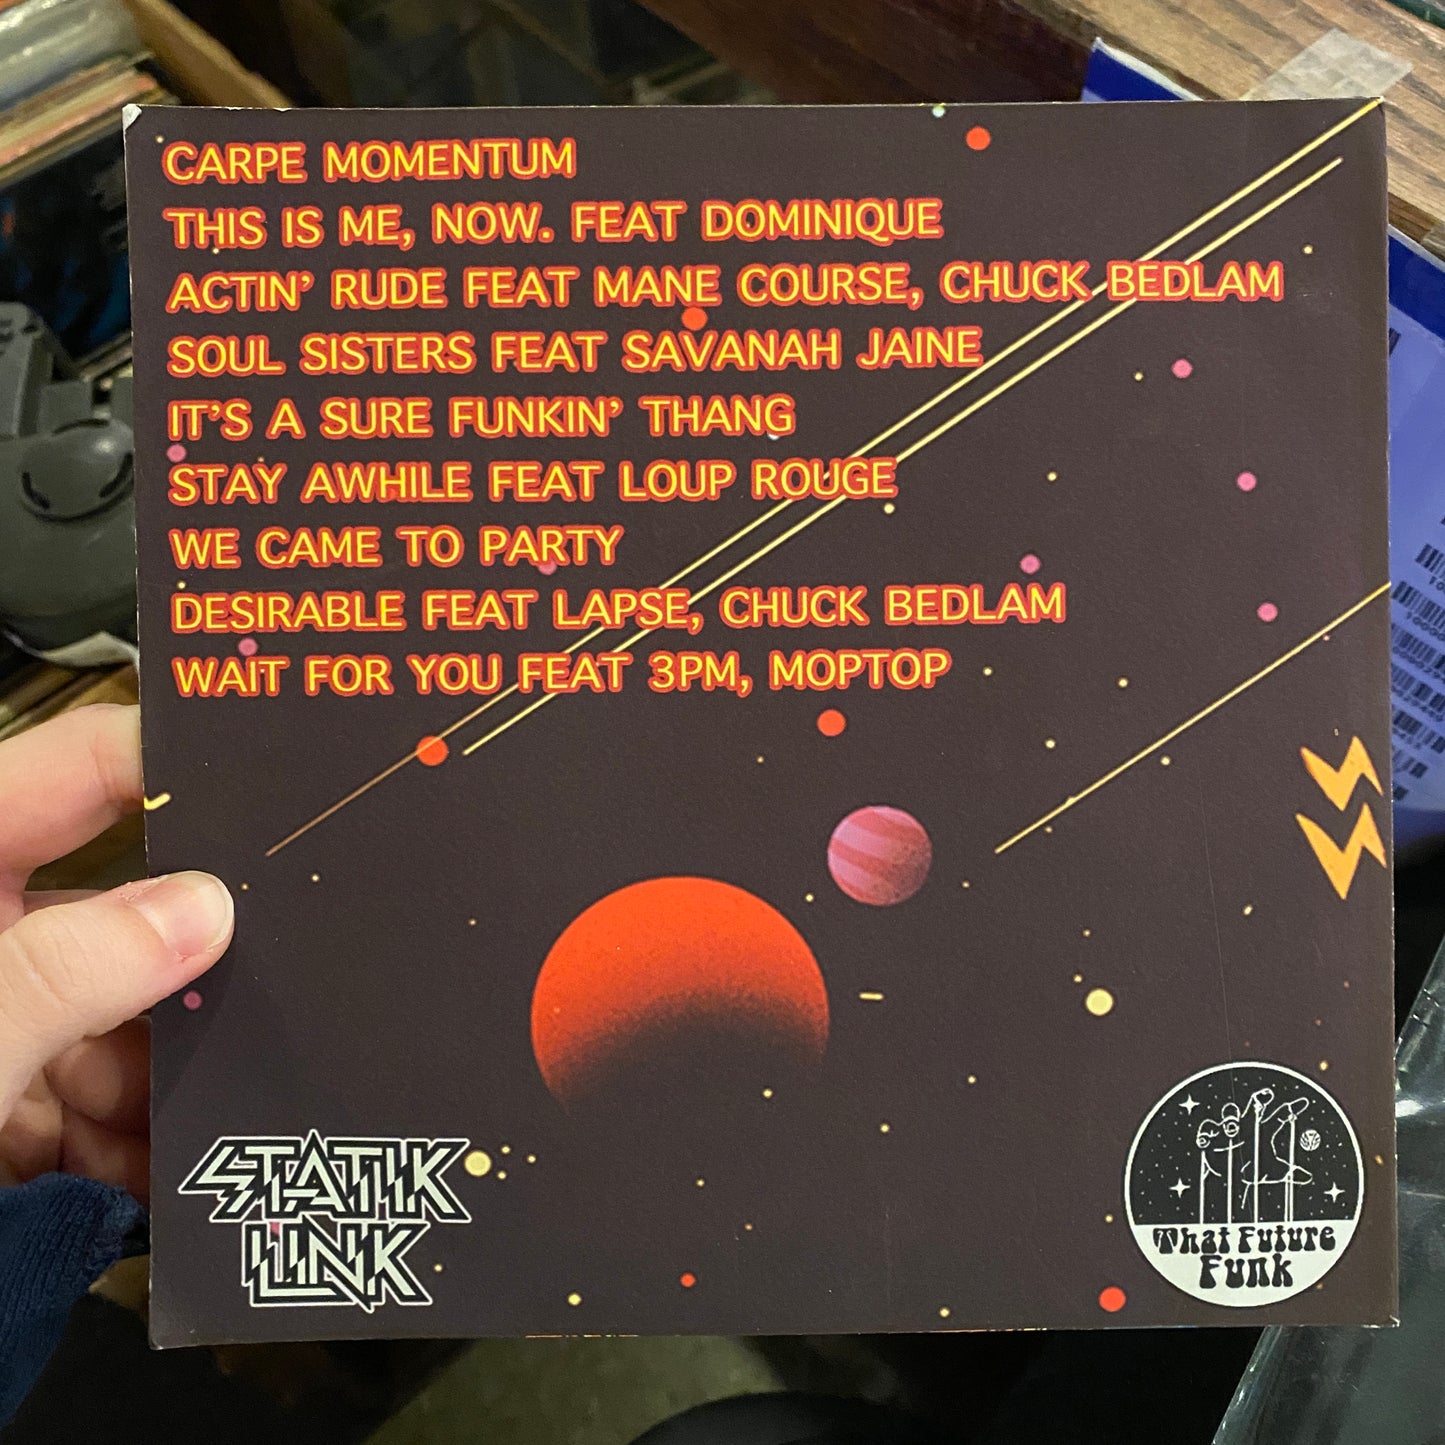 CARPE MOMENTUM
THIS IS ME, NOW. FEAT DOMINIQUE
ACTIN' RUDE FEAT MANE COURSE, CHUCK BEDLAM
SOUL SISTERS FEAT SAVANAH JAINE
IT'S A SURE FUNKIN' THANG
STAY AWHILE FEAT LOUP ROUGE
WE CAME TO PARTY
DESIRABLE FEAT LAPSE, CHUCK BEDLAM
WAIT FOR YOU FEAT 3PM, MOPTOP
STATIK
LINK
That Future
Funk